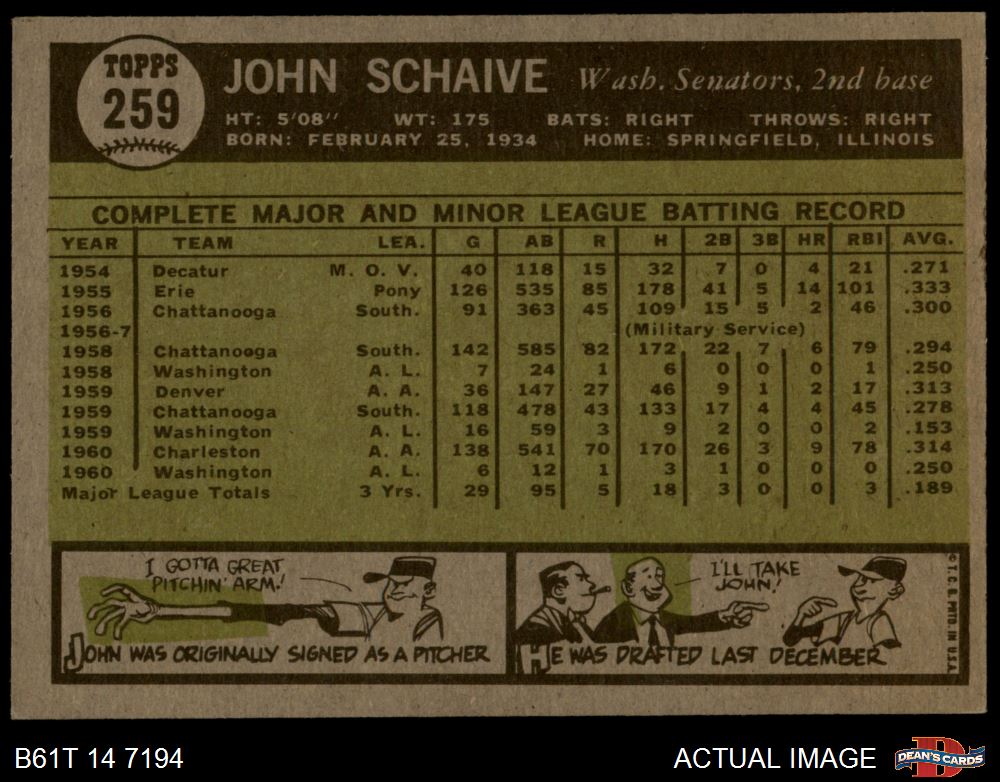 TOPPS
259
JOHN SCHAIVE Wash. Senators, 2nd base
HT: 5'08" WT: 175 BATS: RIGHT THROWS: RIGHT
BORN: FEBRUARY 25, 1934 HOME: SPRINGFIELD, ILLINOIS
COMPLETE MAJOR AND MINOR LEAGUE BATTING RECORD
YEAR TEAM LEA. G AB R H 2B 3B HR RBI AVG.
1954 Decatur M. O. V. 40 118 15 32 7 0 4 21 .271
1955 Erie Pony 126 535 85 178 41 5 14 101 .333
1956 Chattanooga South. 91 363 45 109 15 5 2 46 .300
1956-7 (Military Service)
1958 Chattanooga South. 142 585 82 172 22 7 6 79 .294
1958 Washington A. L. 7 24 1 6 0 0 0 1 .250
1959 Denver A. A. 36 147 27 46 9 1 2 17 .313
1959 Chattanooga South. 118 478 43 133 17 4 4 45 .278
1959 Washington A. L. 16 59 3 9 2 0 0 2 .153
1960 Charleston A. A. 138 541 70 170 26 3 9 78 .314
1960 Washington A. L. 6 12 1 3 1 0 0 0 .250
Major League Totals 3 Yrs. 29 95 5 18 3 0 0 3 .189
I GOTTA GREAT
PITCHIN' ARM!
JOHN WAS ORIGINALLY SIGNED AS A PITCHER
I'LL TAKE
JOHN!
HE WAS DRAFTED LAST DECEMBER
© T. C. G. PRTD IN U.S.A.
B61T 14 7194
ACTUAL IMAGE
D
DEAN'S CARDS